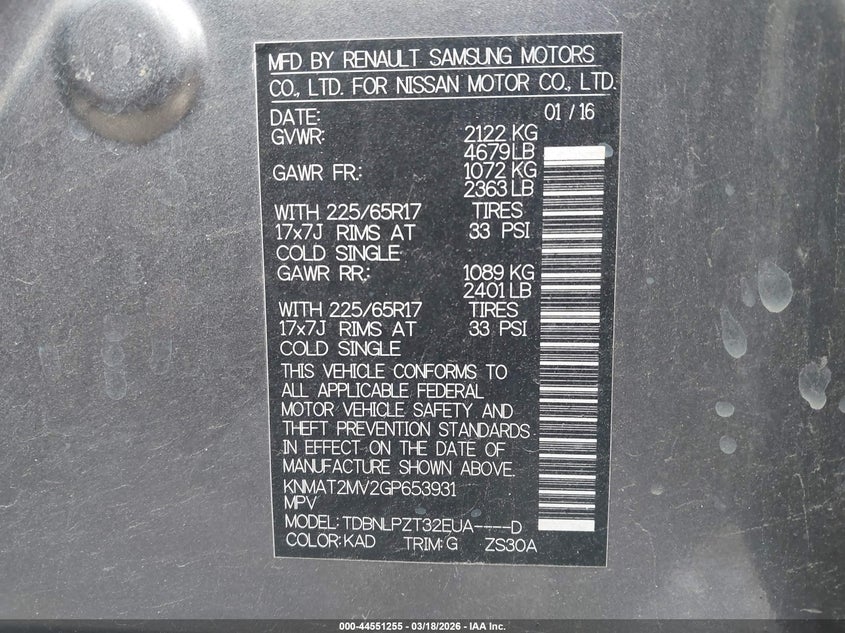 MFD BY RENAULT SAMSUNG MOTORS
CO., LTD. FOR NISSAN MOTOR CO., LTD.
DATE: 01 / 16
GVWR: 2122 KG
4679 LB
GAWR FR.: 1072 KG
2363 LB
WITH 225/65R17 TIRES
17x7J RIMS AT 33 PSI
COLD SINGLE
GAWR RR.: 1089 KG
2401 LB
WITH 225/65R17 TIRES
17x7J RIMS AT 33 PSI
COLD SINGLE
THIS VEHICLE CONFORMS TO
ALL APPLICABLE FEDERAL
MOTOR VEHICLE SAFETY AND
THEFT PREVENTION STANDARDS
IN EFFECT ON THE DATE OF
MANUFACTURE SHOWN ABOVE.
KNMAT2MV2GP653931
MPV
MODEL: TDBNLPZT32EUA----D
COLOR: KAD TRIM: G ZS30A
000-44551255 - 03/18/2026 - IAA Inc.